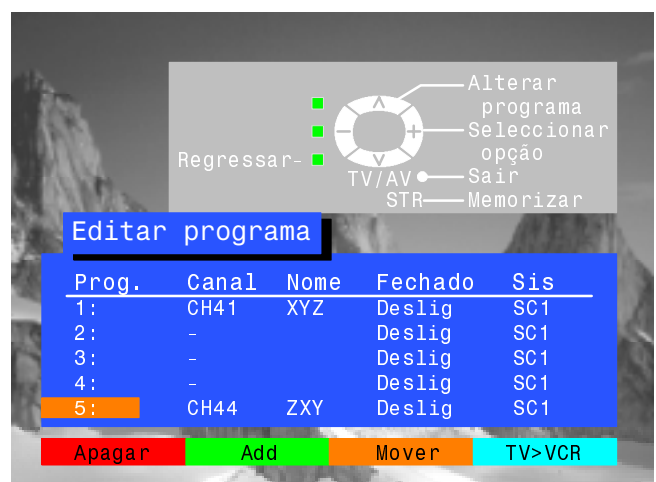 Alterar
programa
Seleccionar
opção
Regressar-
TV/AV Sair
STR Memorizar
Editar programa
Prog. Canal Nome Fechado Sis
1: CH41 XYZ Deslig SC1
2: - Deslig SC1
3: - Deslig SC1
4: - Deslig SC1
5: CH44 ZXY Deslig SC1
Apagar Add Mover TV>VCR